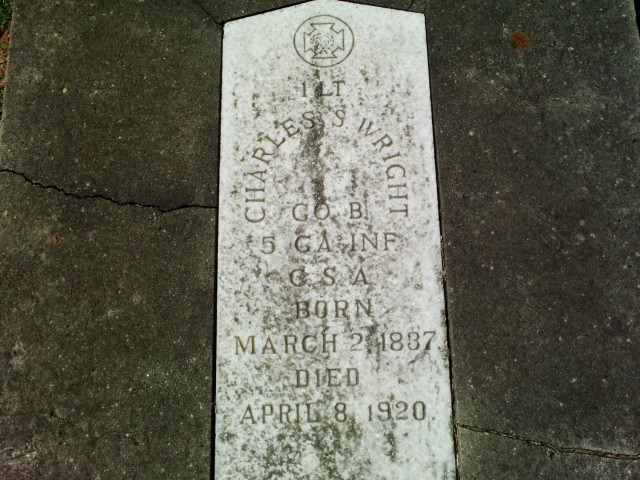 1 LT
CHARLES S WRIGHT
CO B
5 GA INF
C S A
BORN
MARCH 2 1837
DIED
APRIL 8 1920